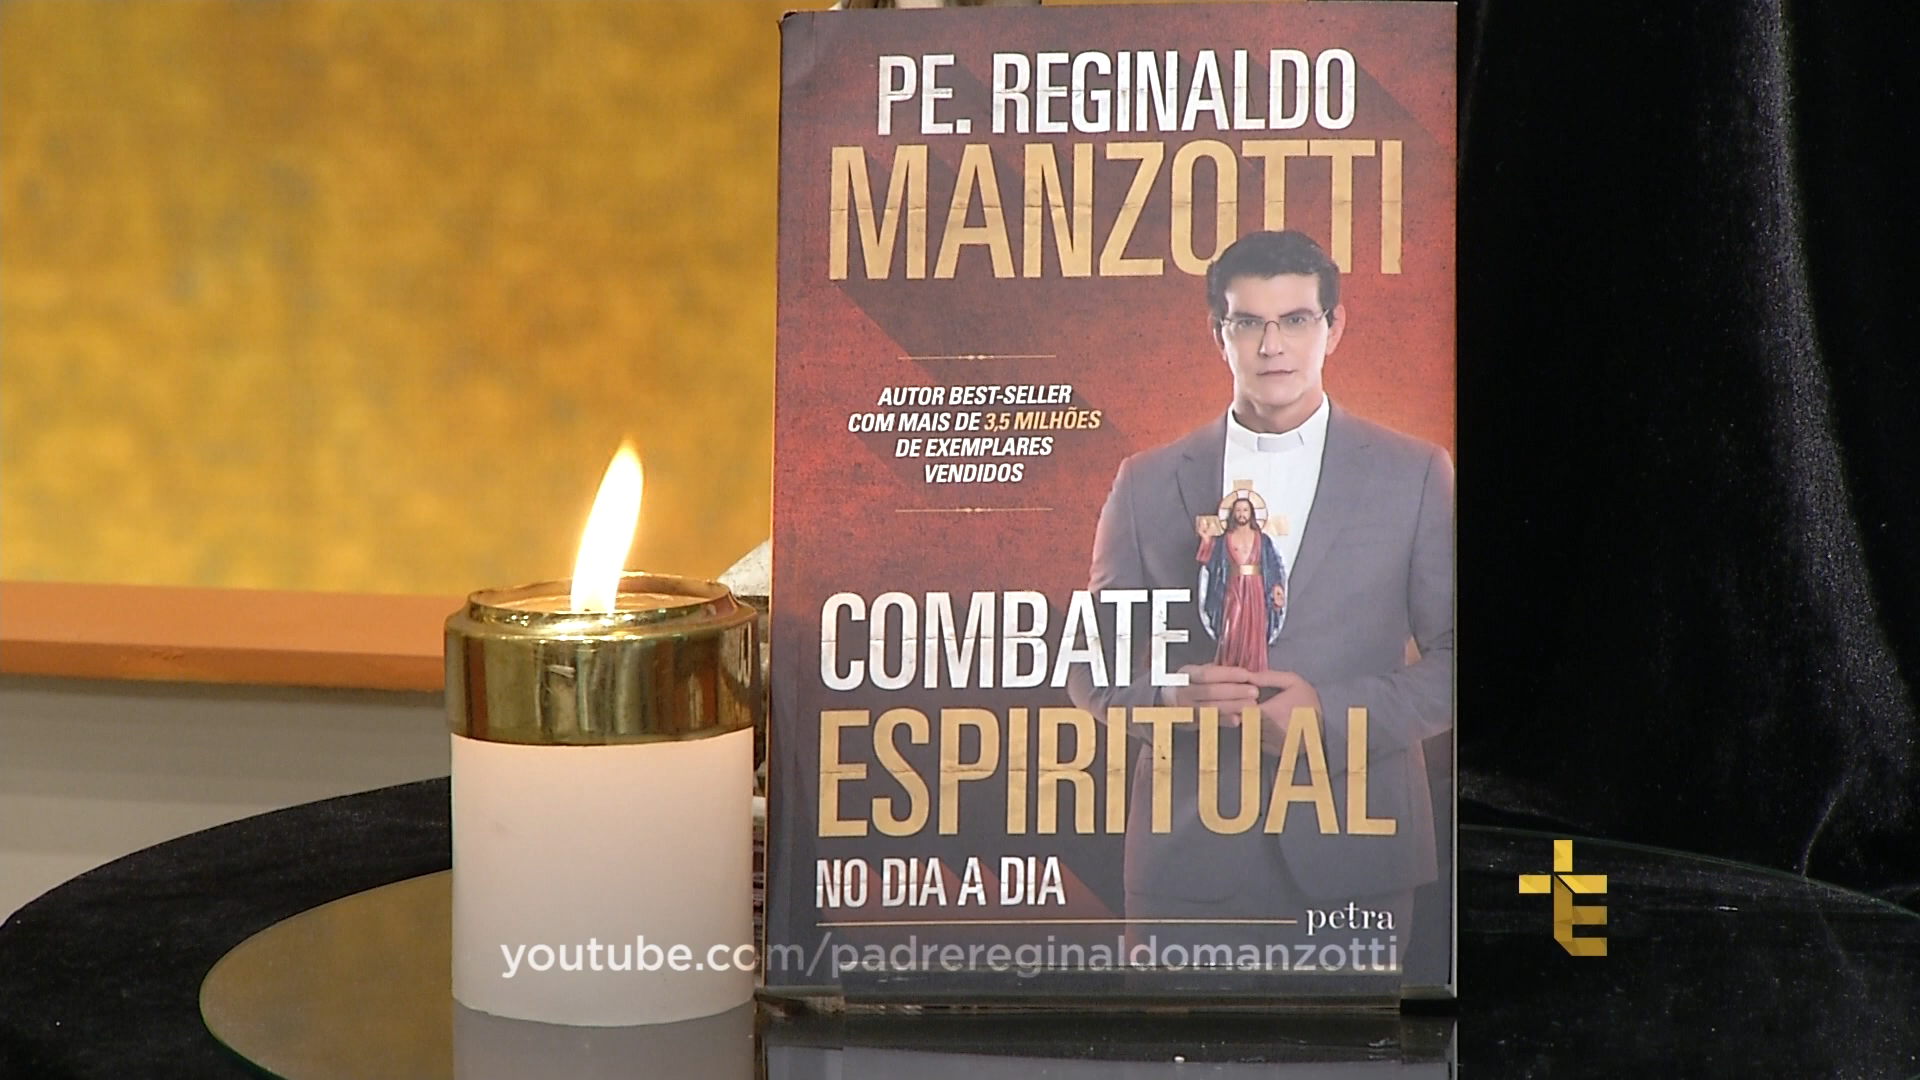 PE. REGINALDO
MANZOTTI
AUTOR BEST-SELLER
COM MAIS DE 3,5 MILHÕES
DE EXEMPLARES
VENDIDOS
COMBATE
ESPIRITUAL
NO DIA A DIA
petra
youtube.com/padrereginaldomanzotti